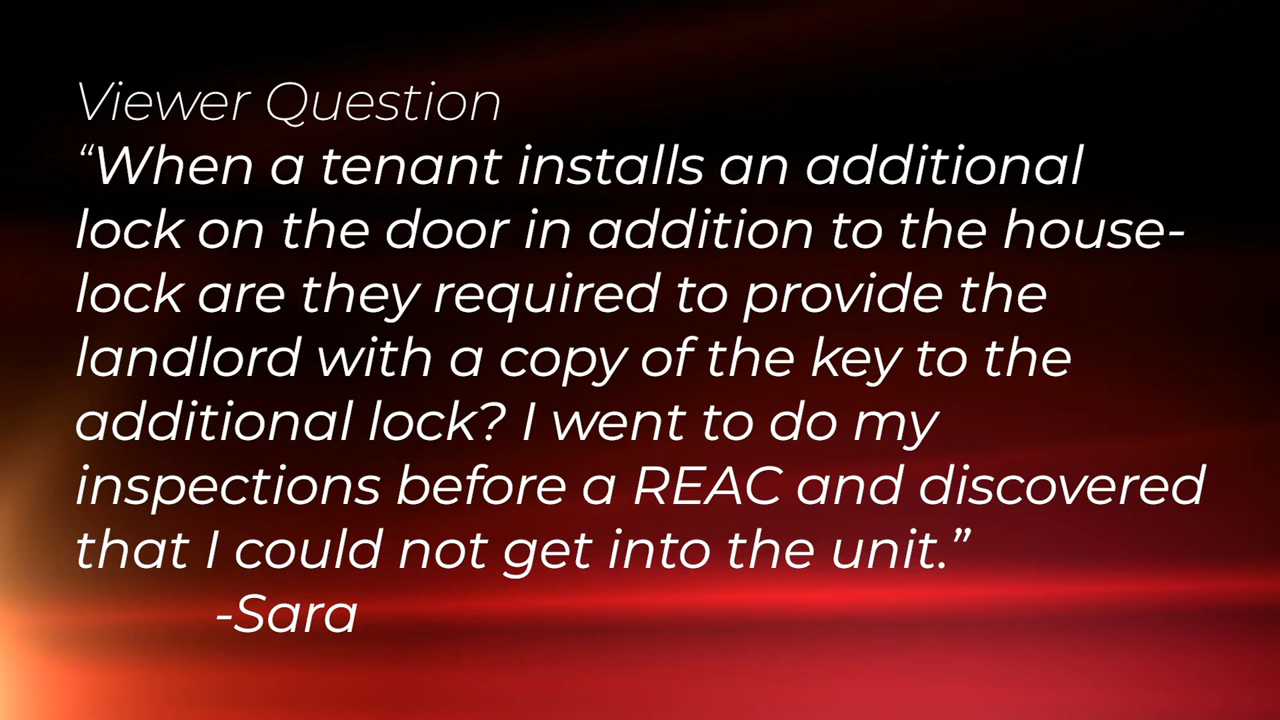 Viewer Question
“When a tenant installs an additional
lock on the door in addition to the house-
lock are they required to provide the
landlord with a copy of the key to the
additional lock? I went to do my
inspections before a REAC and discovered
that I could not get into the unit.”
-Sara